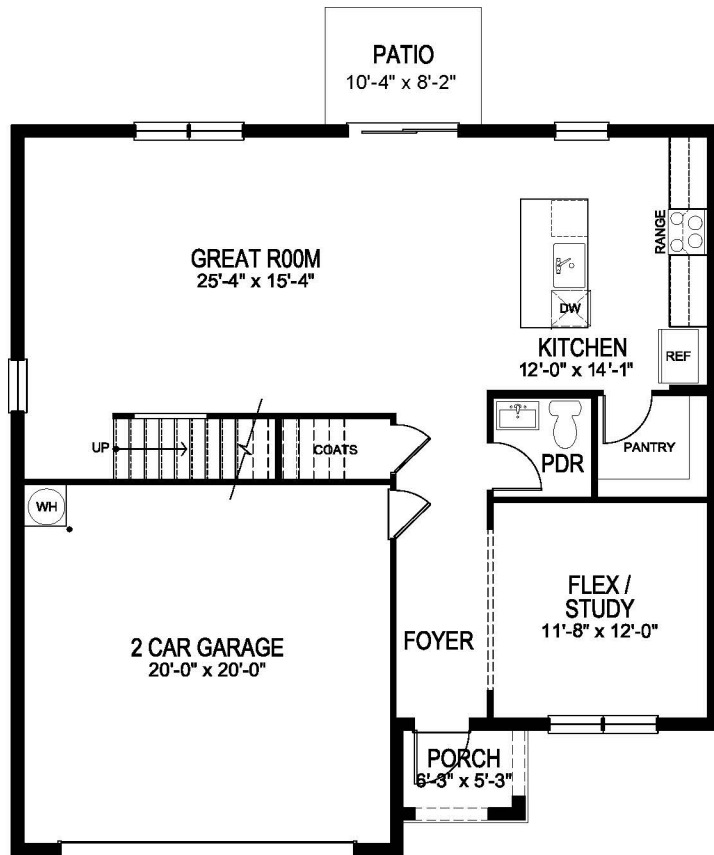 PATIO
10'-4" x 8'-2"
GREAT ROOM
25'-4" x 15'-4"
RANGE
DW
KITCHEN
12'-0" x 14'-1"
REF
UP
COATS
PDR
PANTRY
WH
FLEX /
STUDY
11'-8" x 12'-0"
2 CAR GARAGE
20'-0" x 20'-0"
FOYER
PORCH
6'-3" x 5'-3"